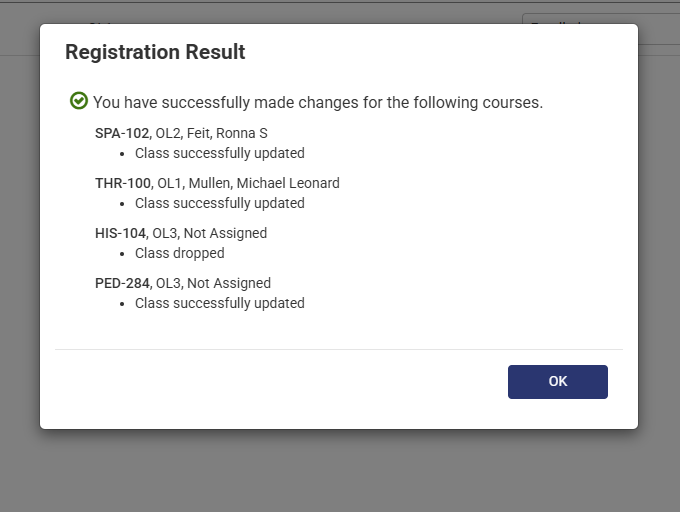 Registration Result
You have successfully made changes for the following courses.
SPA-102, OL2, Feit, Ronna S
• Class successfully updated
THR-100, OL1, Mullen, Michael Leonard
• Class successfully updated
HIS-104, OL3, Not Assigned
• Class dropped
PED-284, OL3, Not Assigned
• Class successfully updated
OK